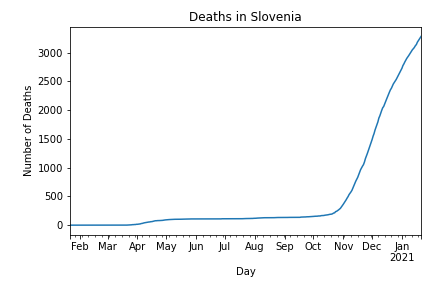 Deaths in Slovenia
Number of Deaths
3000
2500
2000
1500
1000
500
0
Feb Mar Apr May Jun Jul Aug Sep Oct Nov Dec Jan
2021
Day